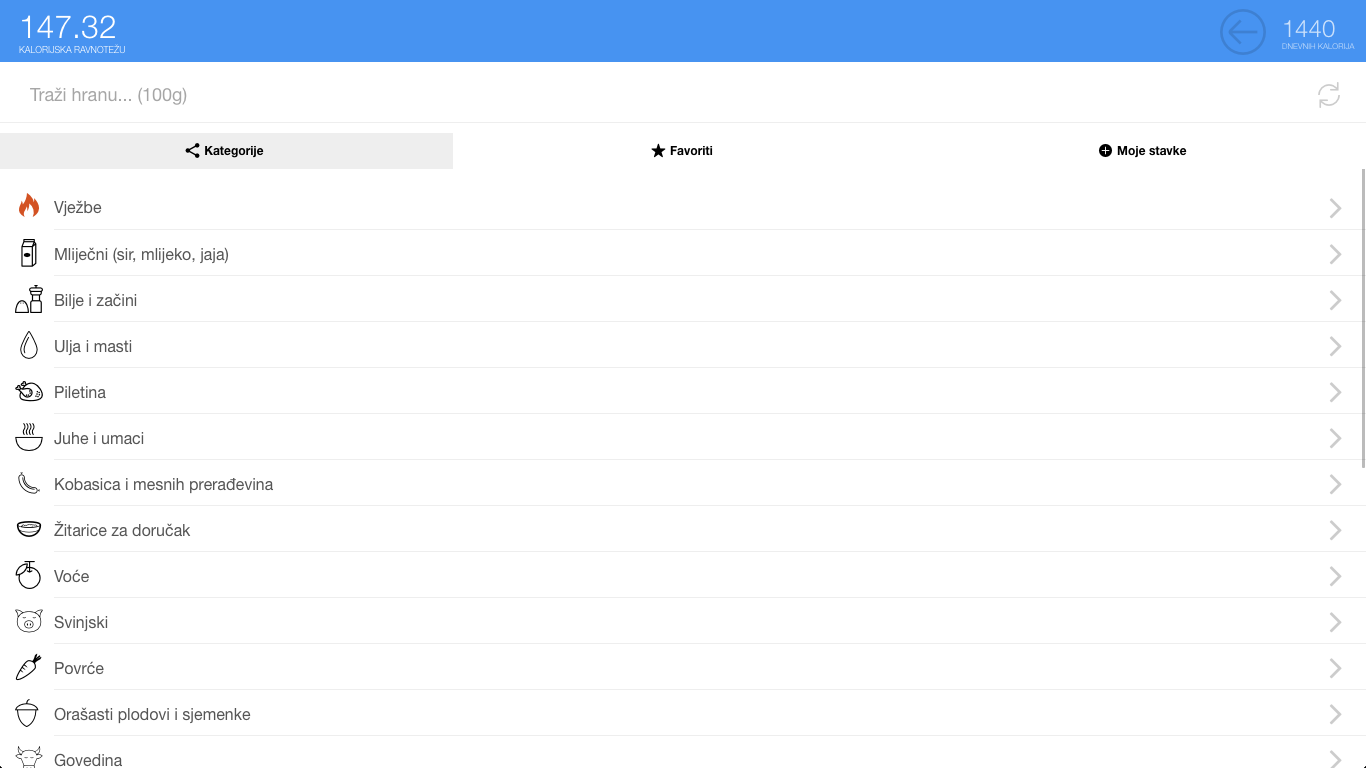 147.32
KALORIJSKA RAVNOTEŽU
1440
DNEVNIH KALORIJA
Traži hranu... (100g)
Kategorije
Favoriti
Moje stavke
Vježbe
Mliječni (sir, mlijeko, jaja)
Bilje i začini
Ulja i masti
Piletina
Juhe i umaci
Kobasica i mesnih prerađevina
Žitarice za doručak
Voće
Svinjski
Povrće
Orašasti plodovi i sjemenke
Govedina